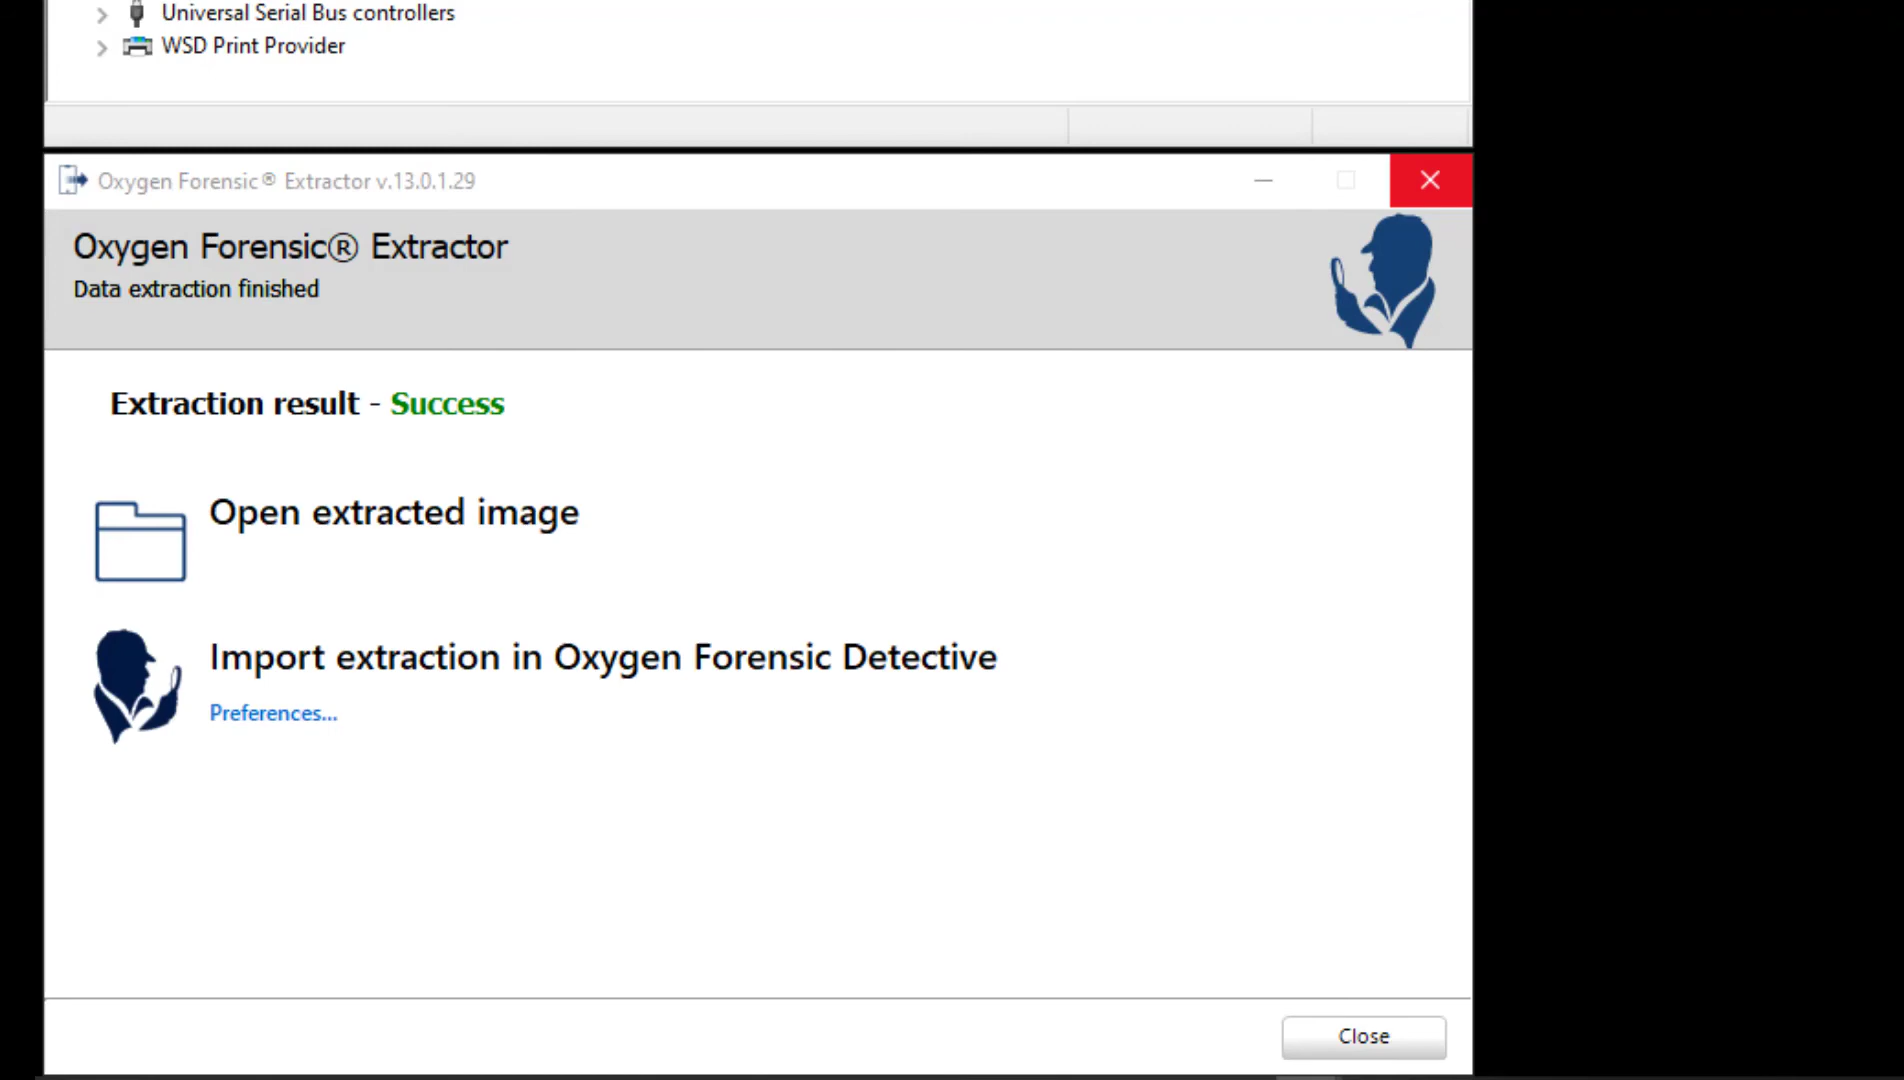 Universal Serial Bus controllers
WSD Print Provider
Oxygen Forensic® Extractor v.13.0.1.29
Oxygen Forensic® Extractor
Data extraction finished
Extraction result - Success
Open extracted image
Import extraction in Oxygen Forensic Detective
Preferences...
Close